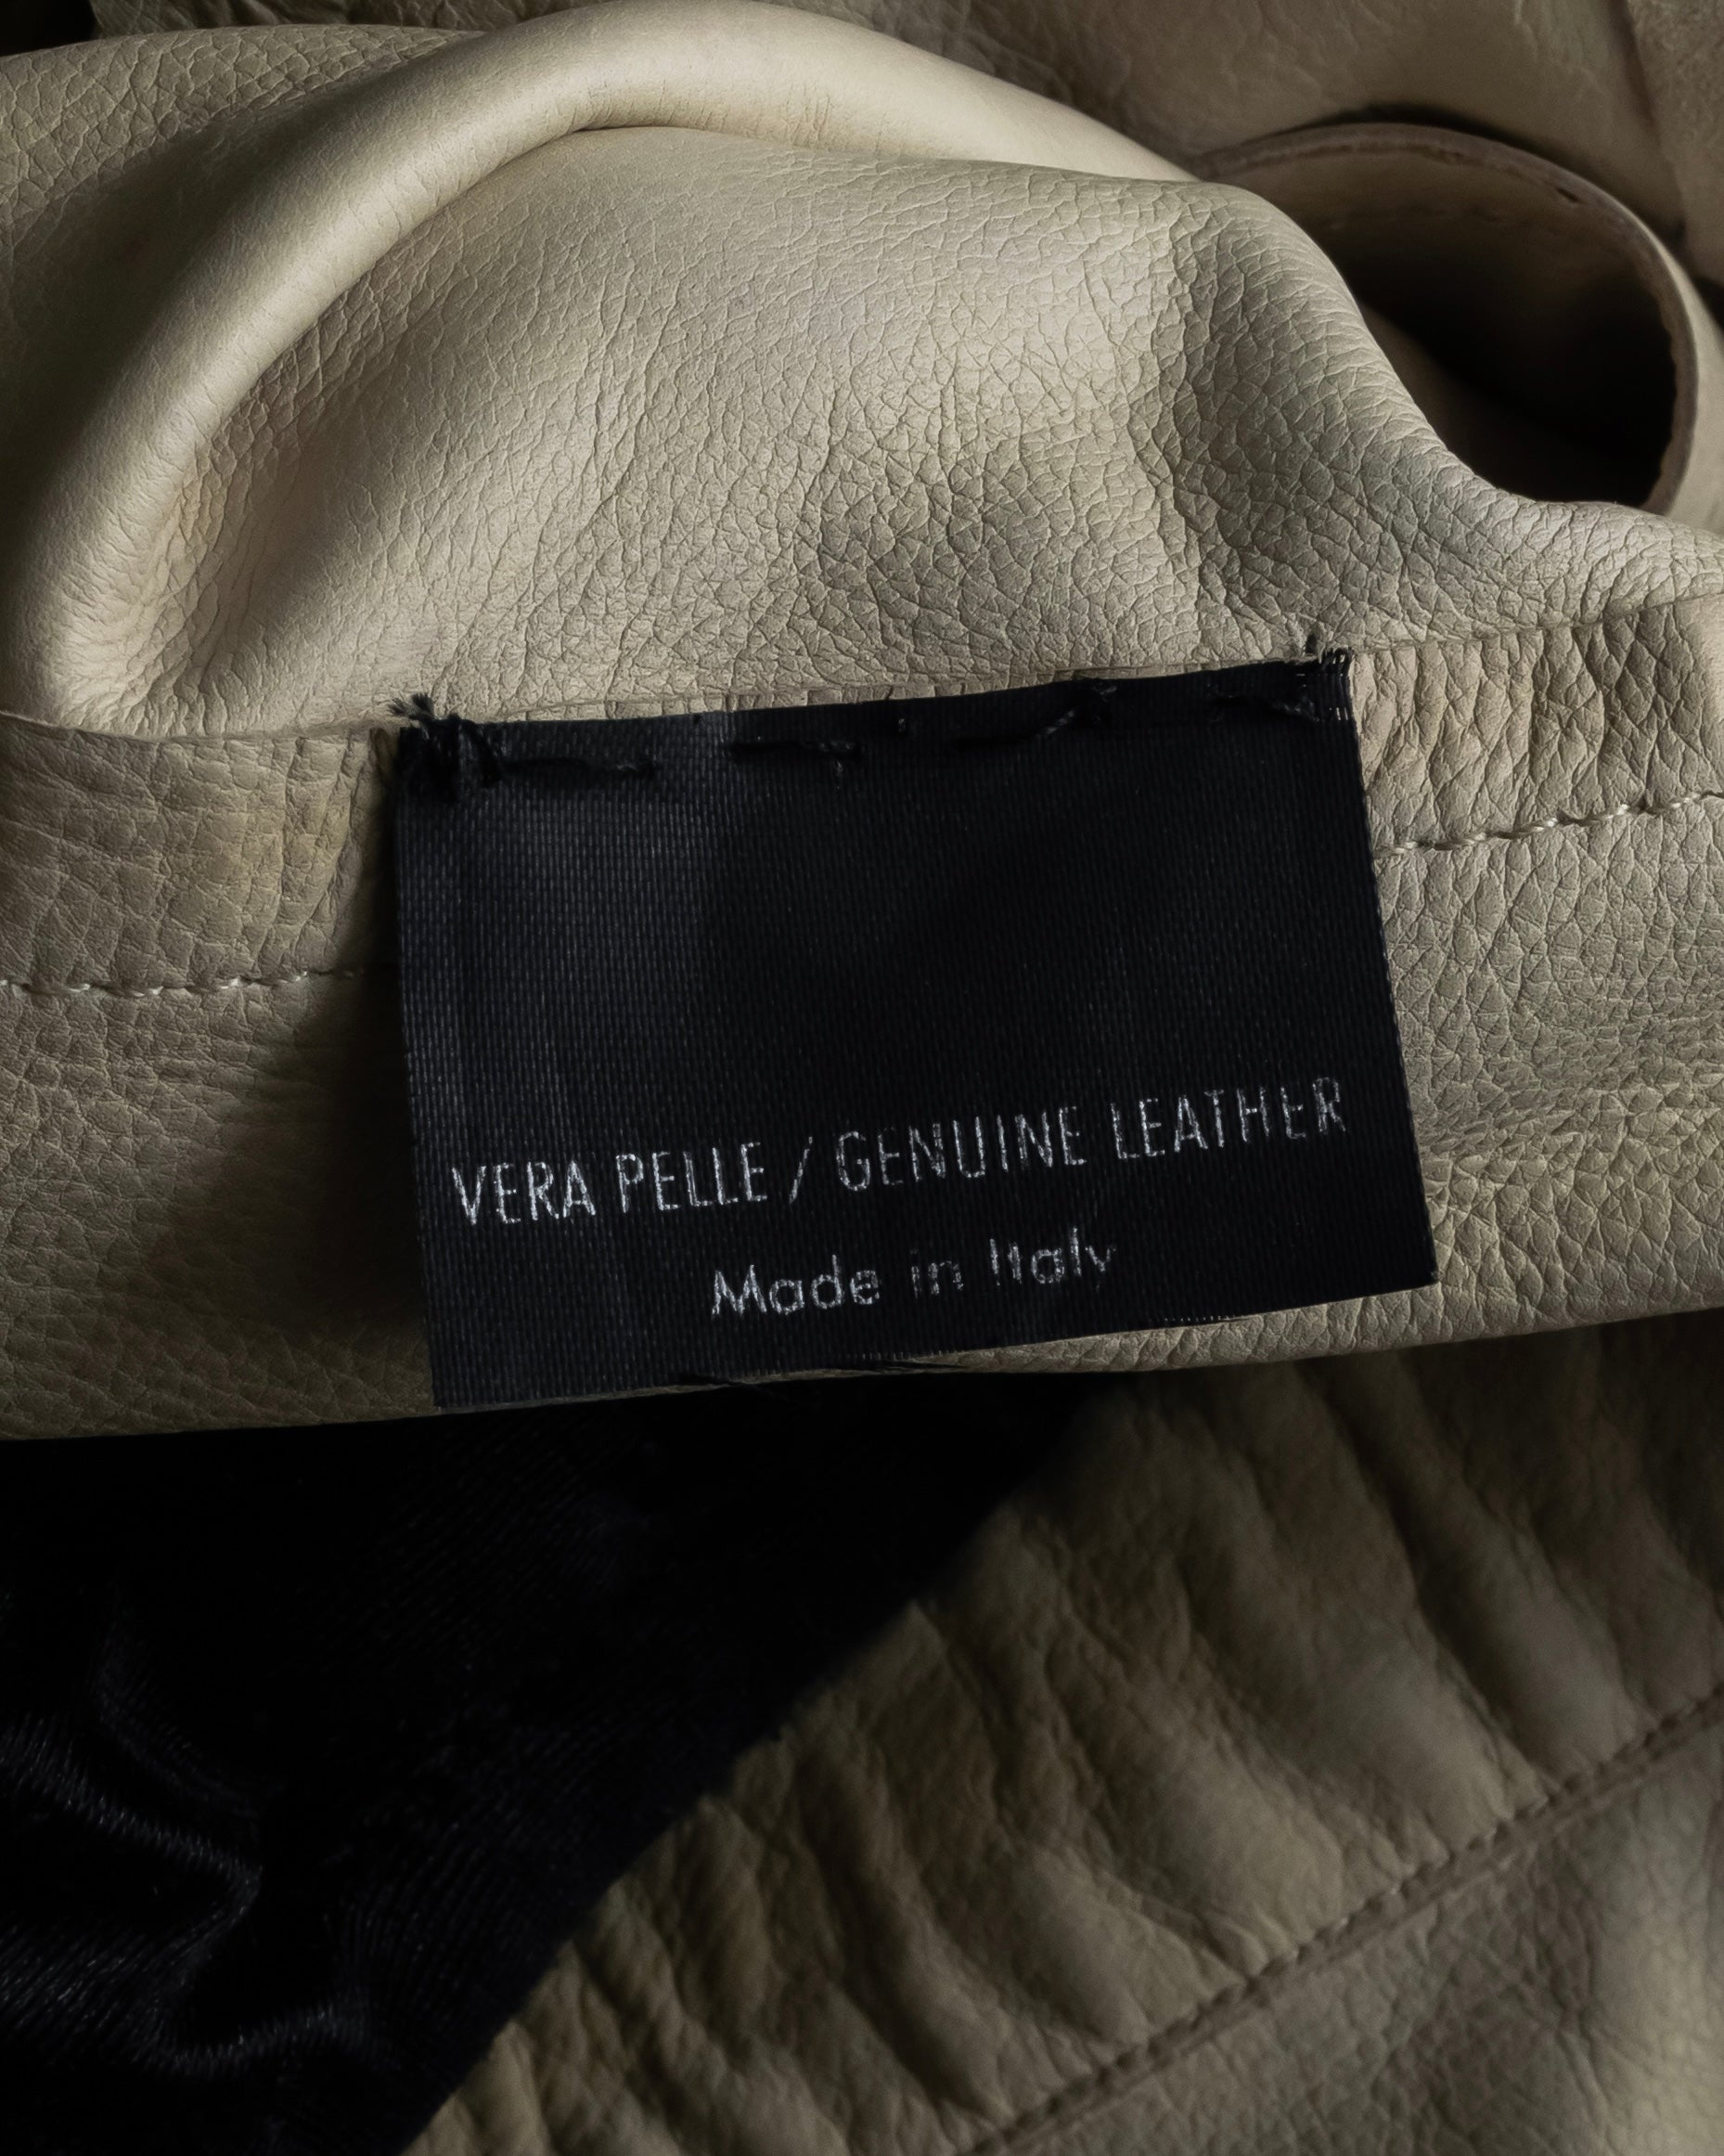 VERA PELLE / GENUINE LEATHER
Made in Italy